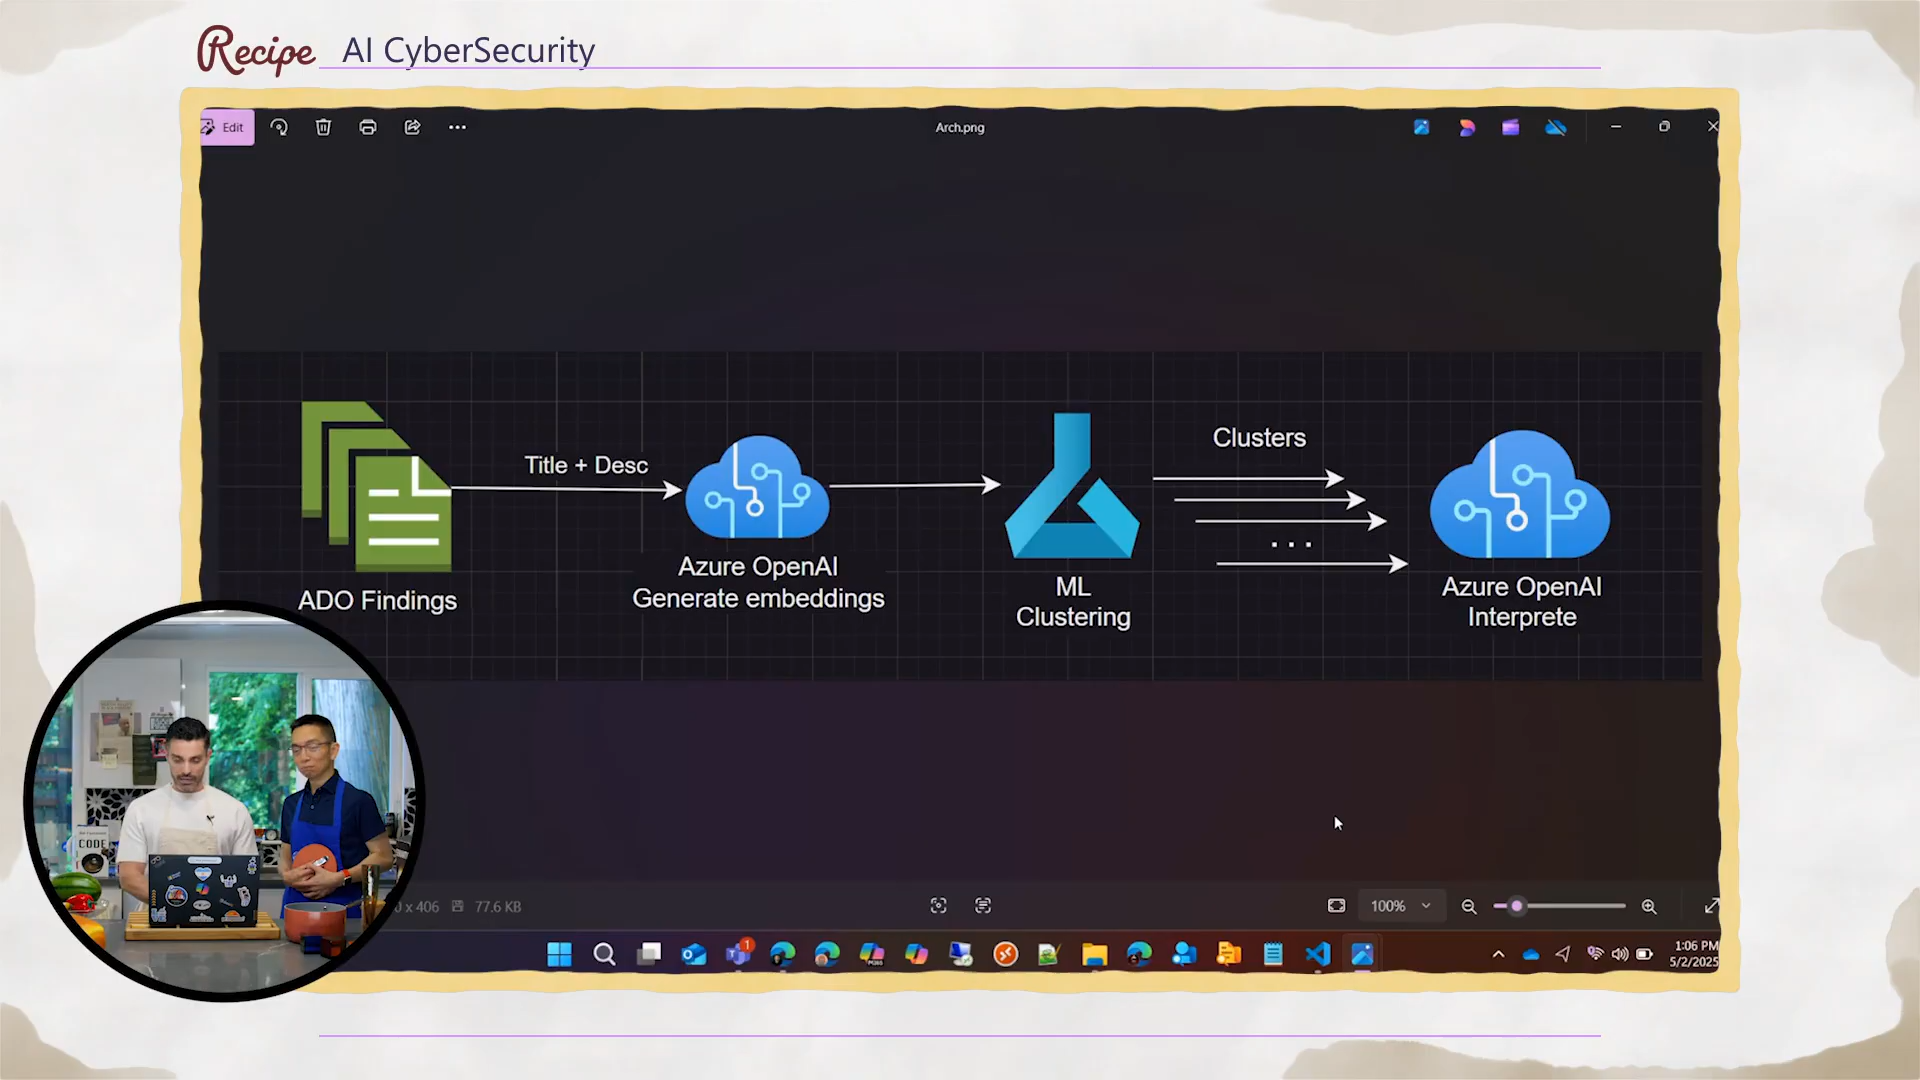 Recipe AI CyberSecurity
Edit
Arch.png
Title + Desc
Clusters
ADO Findings
Azure OpenAI
Generate embeddings
ML
Clustering
Azure OpenAI
Interprete
. . .
CODE
x 406
77.6 KB
100%
1
1:06 PM
5/2/2025